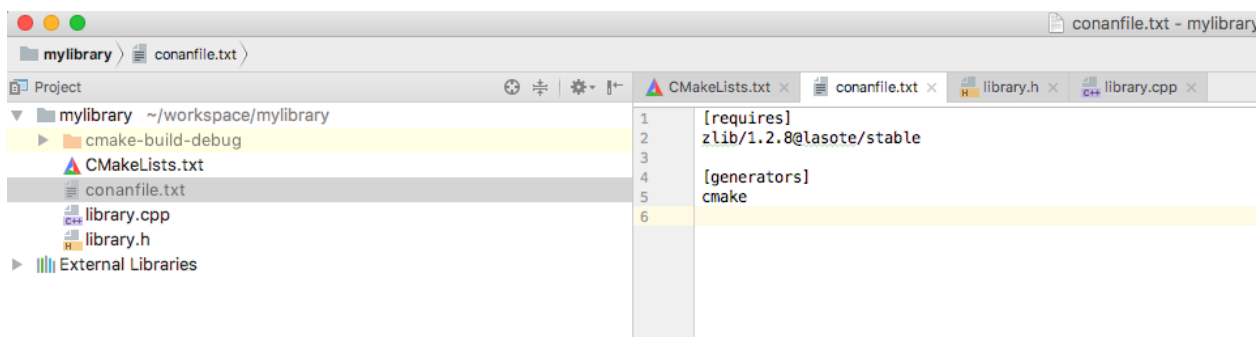 conanfile.txt - mylibrary
mylibrary conanfile.txt
Project
CMakeLists.txt conanfile.txt library.h library.cpp
mylibrary ~/workspace/mylibrary
cmake-build-debug
CMakeLists.txt
conanfile.txt
C++ library.cpp
H library.h
External Libraries
1 [requires]
2 zlib/1.2.8@lasote/stable
3
4 [generators]
5 cmake
6